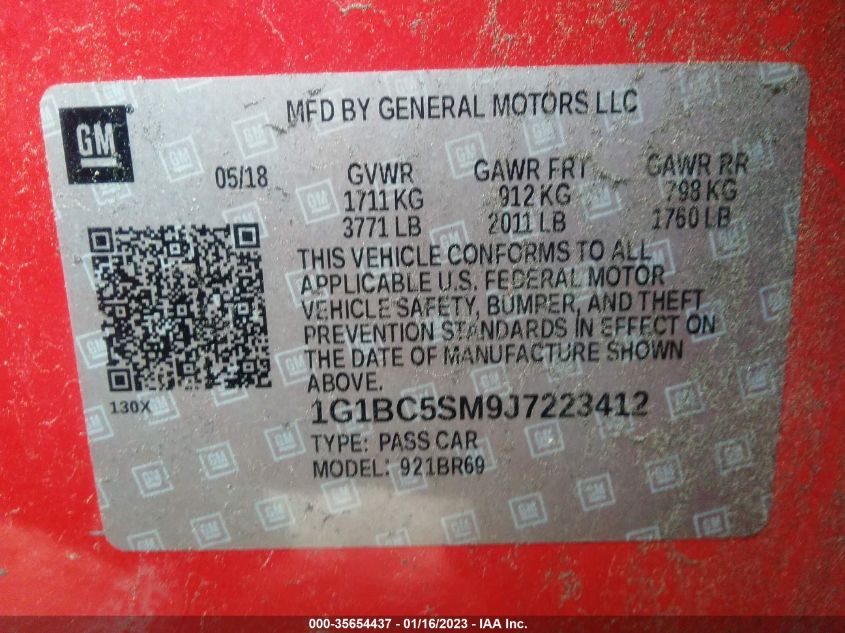 MFD BY GENERAL MOTORS LLC
GM
05/18 GVWR GAWR FRT GAWR RR
1711 KG 912 KG 798 KG
3771 LB 2011 LB 1760 LB
THIS VEHICLE CONFORMS TO ALL
APPLICABLE U.S. FEDERAL MOTOR
VEHICLE SAFETY, BUMPER, AND THEFT
PREVENTION STANDARDS IN EFFECT ON
THE DATE OF MANUFACTURE SHOWN
ABOVE.
130X
1G1BC5SM9J7223412
TYPE: PASS CAR
MODEL: 921BR69
000-35654437 - 01/16/2023 - IAA Inc.